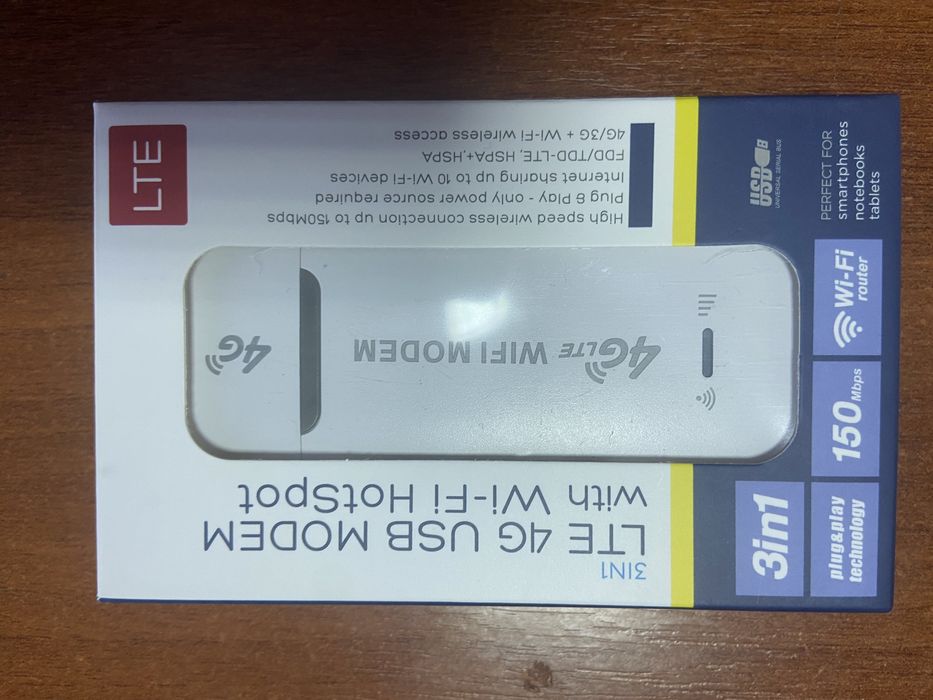 3IN1
LTE 4G USB MODEM
with Wi-Fi HotSpot
4G
4G LTE WIFI MODEM
High speed wireless connection up to 150Mbps
Plug & Play - only power source required
Internet sharing up to 10 Wi-Fi devices
FDD/TDD-LTE, HSPA+,HSPA
4G/3G + Wi-Fi wireless access
LTE
3in1
plug&play
technology
150 Mbps
Wi-Fi
router
USB
UNIVERSAL SERIAL BUS
PERFECT FOR
smartphones
notebooks
tablets